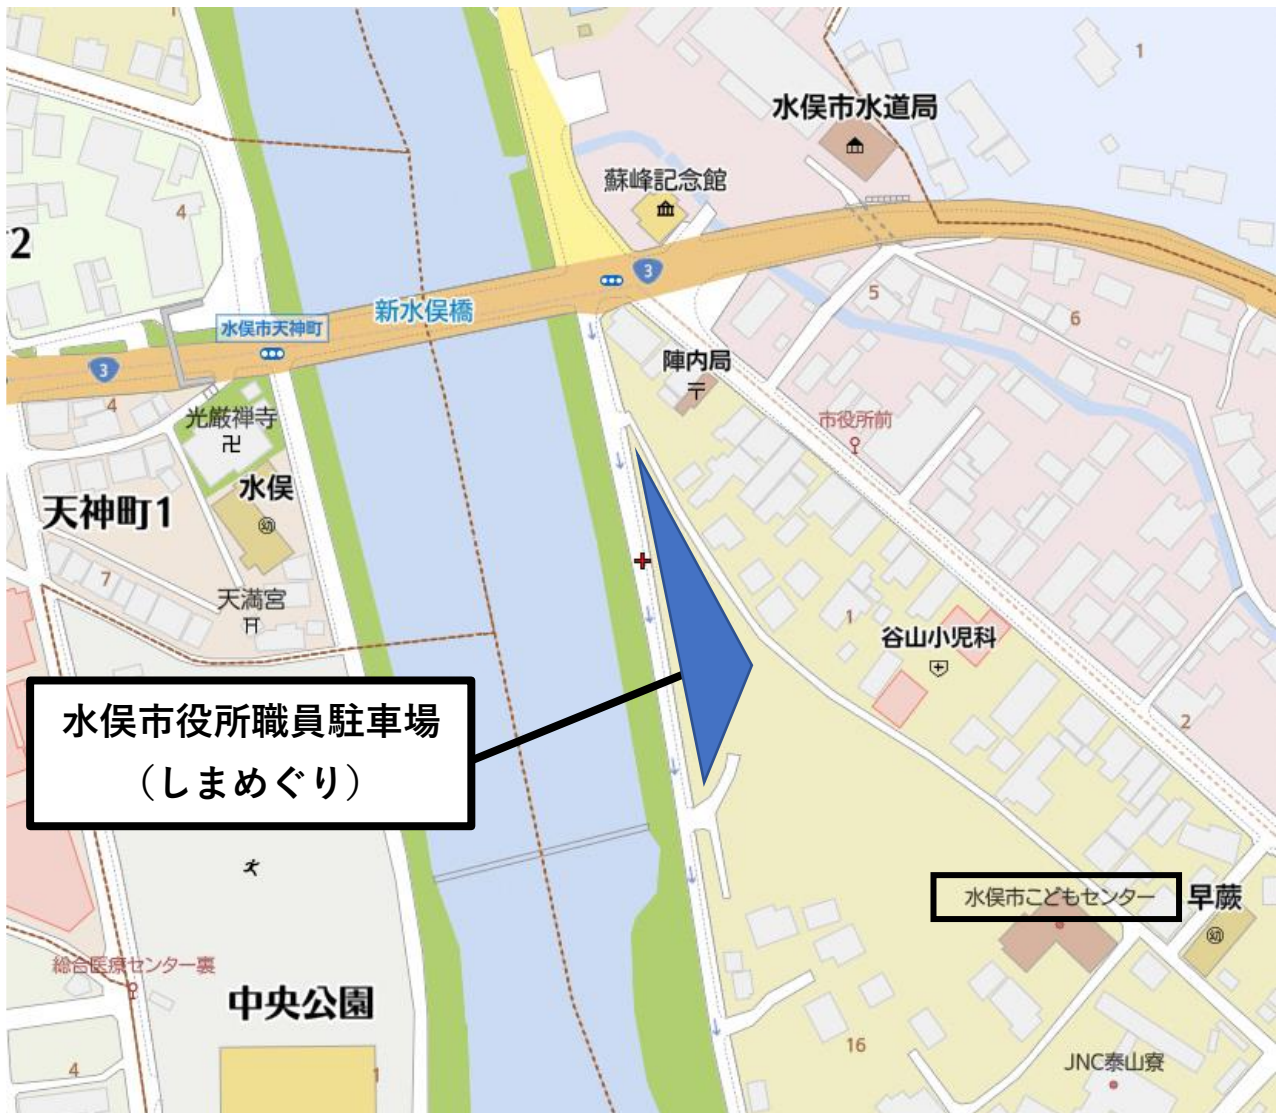 1
水俣市水道局
蘇峰記念館
4
2
3
新水俣橋
水俣市天神町
5
6
3
陣内局
4
光厳禅寺
市役所前
水俣
天神町1
幼
7
天満宮
1
谷山小児科
水俣市役所職員駐車場
（しまめぐり）
2
水俣市こどもセンター
早蕨
幼
総合医療センター裏
中央公園
16
JNC泰山寮
4
1